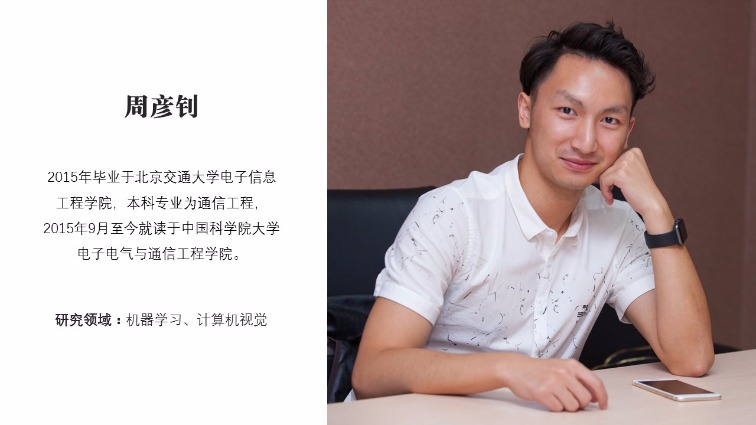 周彦钊
2015年毕业于北京交通大学电子信息
工程学院，本科专业为通信工程，
2015年9月至今就读于中国科学院大学
电子电气与通信工程学院。
研究领域：机器学习、计算机视觉